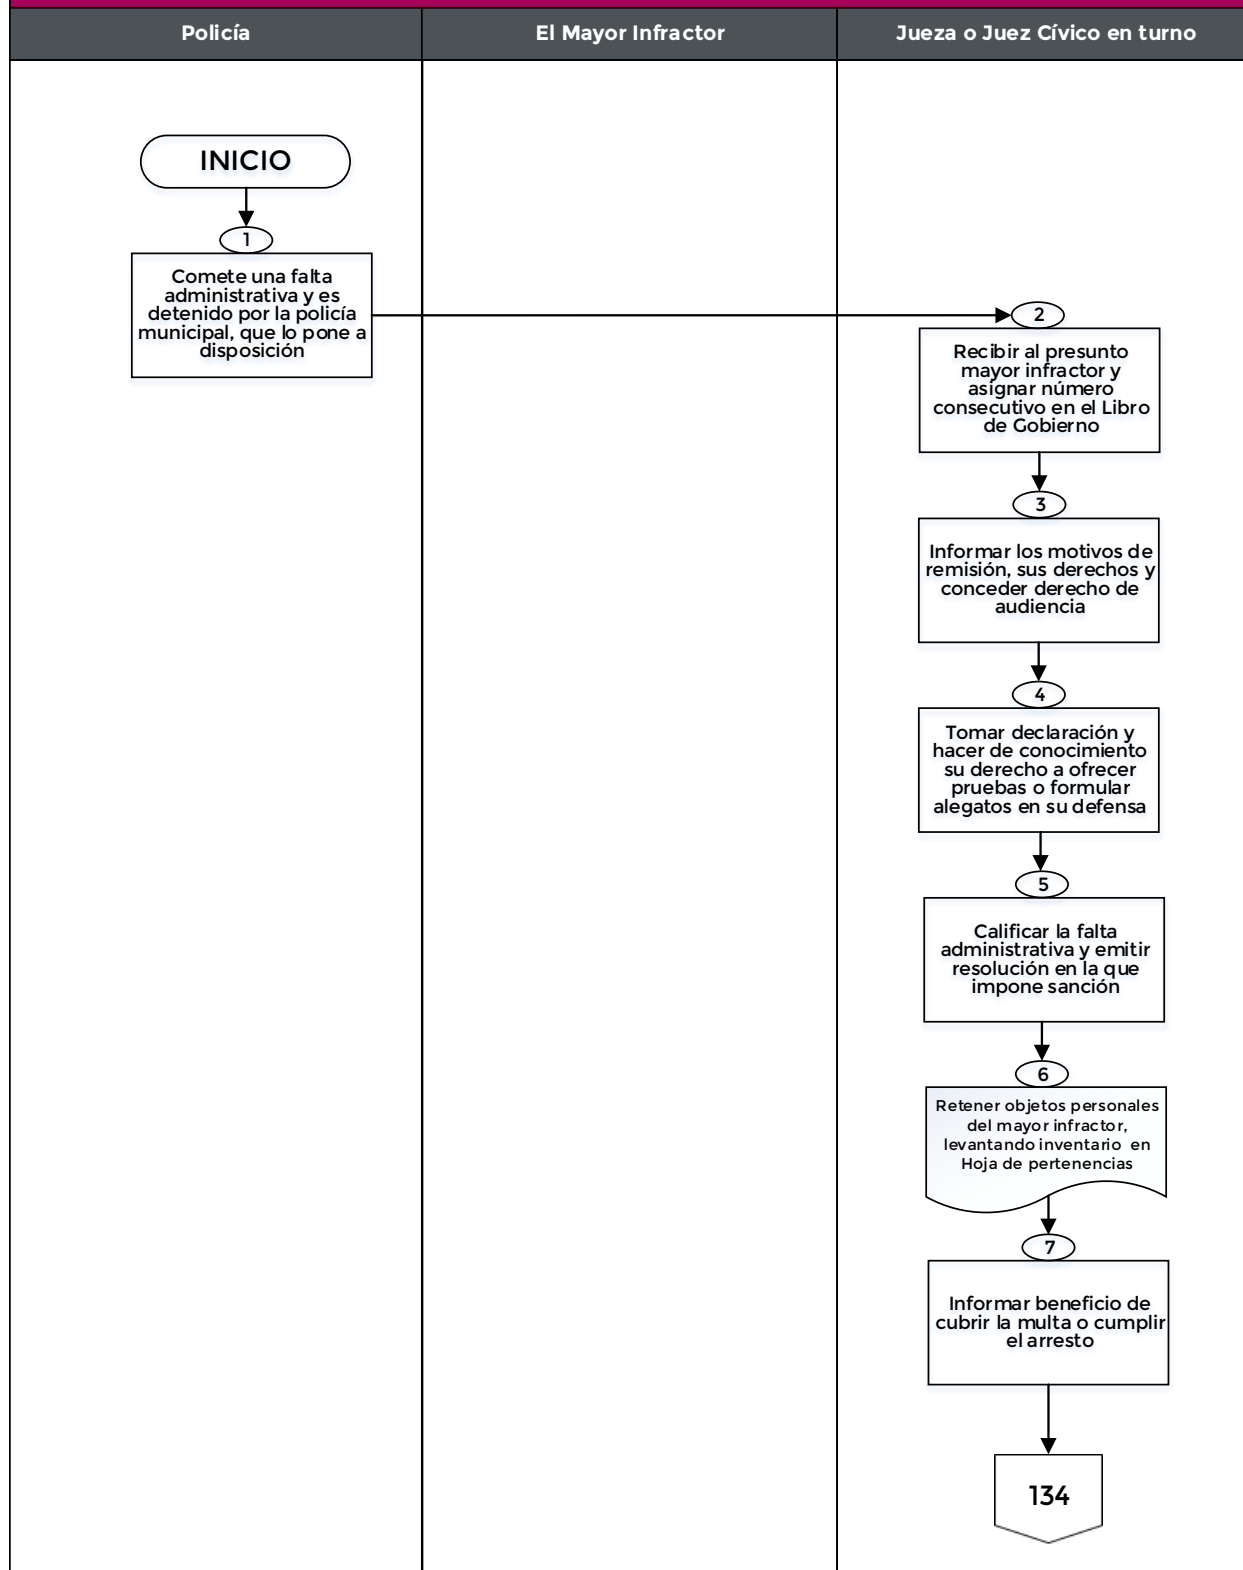 Policía
El Mayor Infractor
Jueza o Juez Cívico en turno
INICIO
1
Comete una falta
administrativa y es
detenido por la policía
municipal, que lo pone a
disposición
2
Recibir al presunto
mayor infractor y
asignar número
consecutivo en el Libro
de Gobierno
3
Informar los motivos de
remisión, sus derechos y
conceder derecho de
audiencia
4
Tomar declaración y
hacer de conocimiento
su derecho a ofrecer
pruebas o formular
alegatos en su defensa
5
Calificar la falta
administrativa y emitir
resolución en la que
impone sanción
6
Retener objetos personales
del mayor infractor,
levantando inventario en
Hoja de pertenencias
7
Informar beneficio de
cubrir la multa o cumplir
el arresto
134